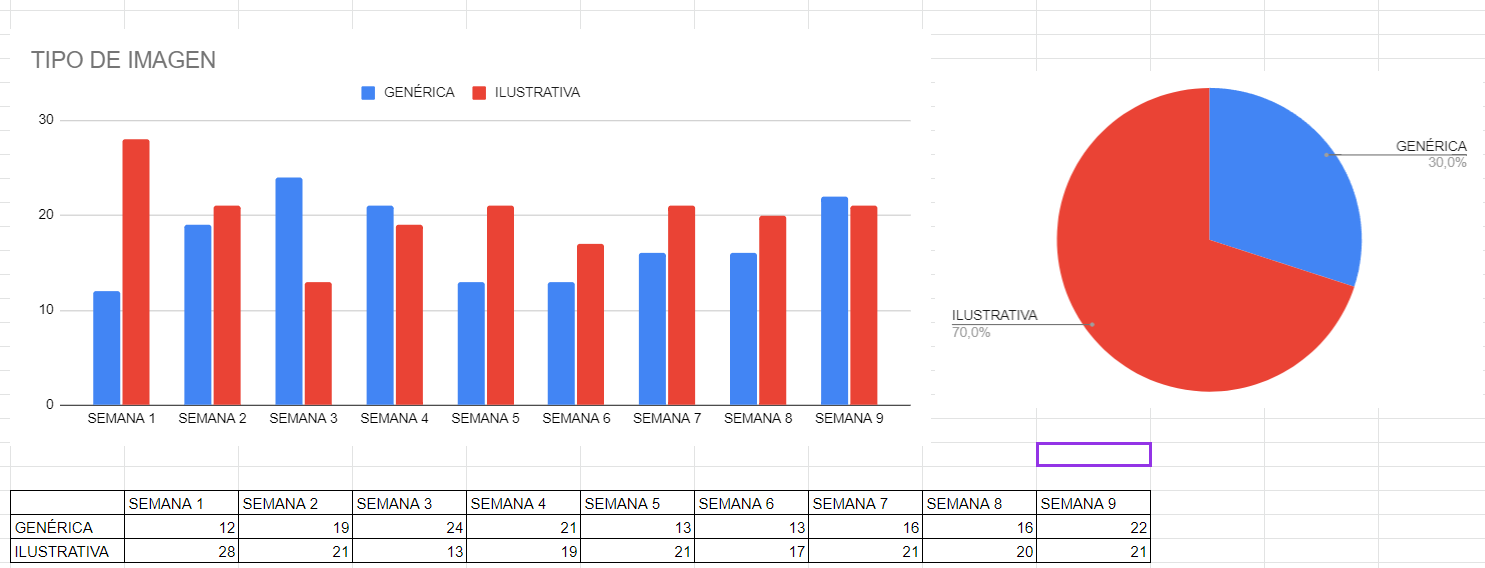 TIPO DE IMAGEN
GENÉRICA ILUSTRATIVA
30
20
10
0
SEMANA 1 SEMANA 2 SEMANA 3 SEMANA 4 SEMANA 5 SEMANA 6 SEMANA 7 SEMANA 8 SEMANA 9
GENÉRICA
30,0%
ILUSTRATIVA
70,0%
SEMANA 1 SEMANA 2 SEMANA 3 SEMANA 4 SEMANA 5 SEMANA 6 SEMANA 7 SEMANA 8 SEMANA 9
GENÉRICA 12 19 24 21 13 13 16 16 22
ILUSTRATIVA 28 21 13 19 21 17 21 20 21